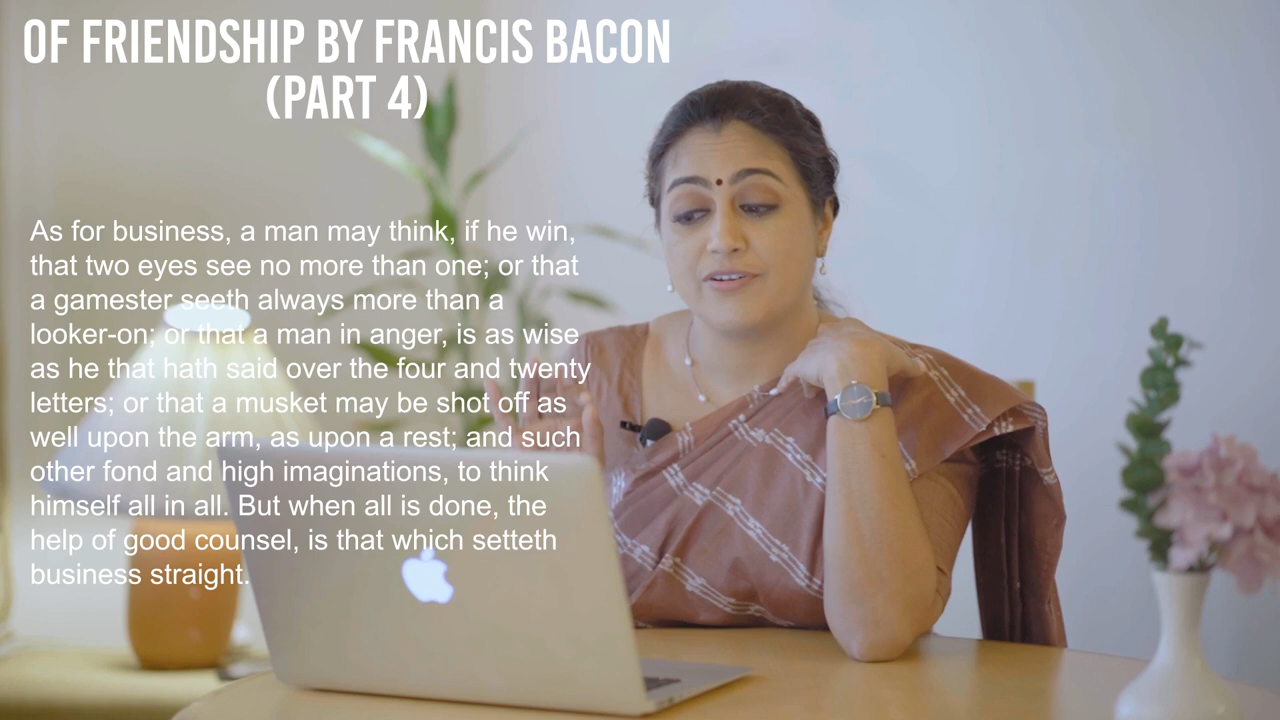 OF FRIENDSHIP BY FRANCIS BACON
(PART 4)
As for business, a man may think, if he win,
that two eyes see no more than one; or that
a gamester seeth always more than a
looker-on; or that a man in anger, is as wise
as he that hath said over the four and twenty
letters; or that a musket may be shot off as
well upon the arm, as upon a rest; and such
other fond and high imaginations, to think
himself all in all. But when all is done, the
help of good counsel, is that which setteth
business straight.